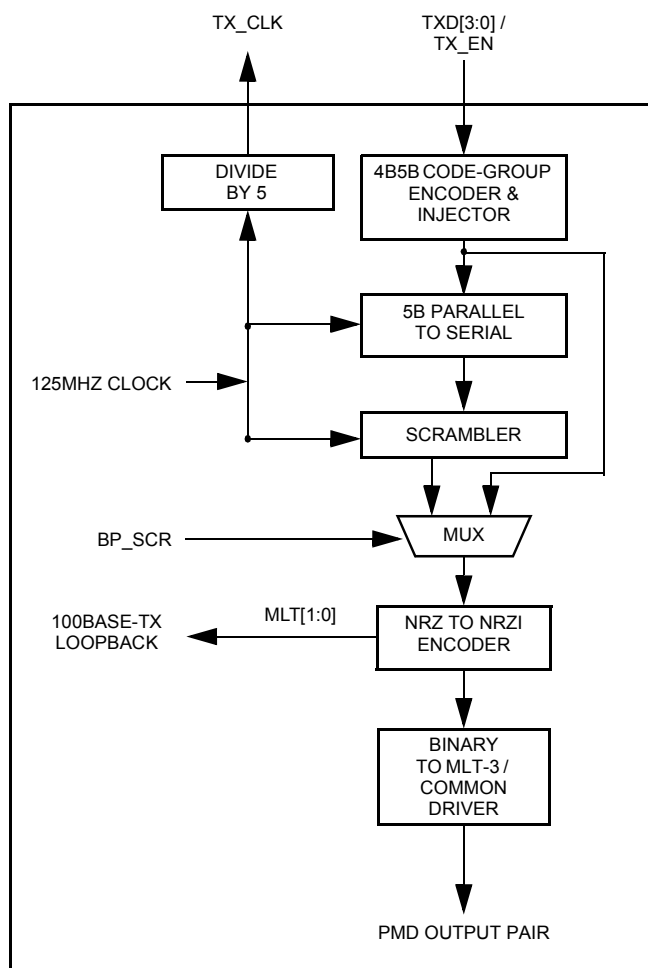 TX_CLK
TXD[3:0] /
TX_EN
DIVIDE
BY 5
4B5B CODE-GROUP
ENCODER &
INJECTOR
5B PARALLEL
TO SERIAL
125MHZ CLOCK
SCRAMBLER
BP_SCR
MUX
100BASE-TX
LOOPBACK
MLT[1:0]
NRZ TO NRZI
ENCODER
BINARY
TO MLT-3 /
COMMON
DRIVER
PMD OUTPUT PAIR